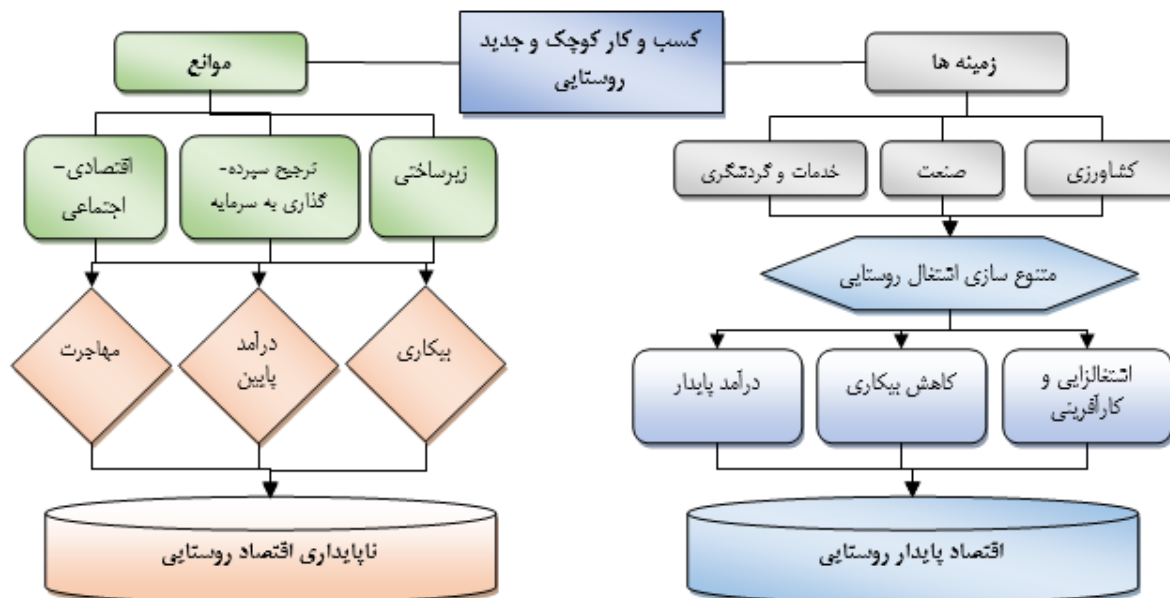 کسب و کار کوچک و جدید
روستایی
زمینه ها
موانع
کشاورزی
صنعت
خدمات و گردشگری
زیرساختی
ترجیح سپرده-
گذاری به سرمایه
اقتصادی-
اجتماعی
متنوع سازی اشتغال روستایی
اشتغالزایی و
کارآفرینی
کاهش بیکاری
درآمد پایدار
بیکاری
درآمد
پایین
مهاجرت
اقتصاد پایدار روستایی
ناپایداری اقتصاد روستایی